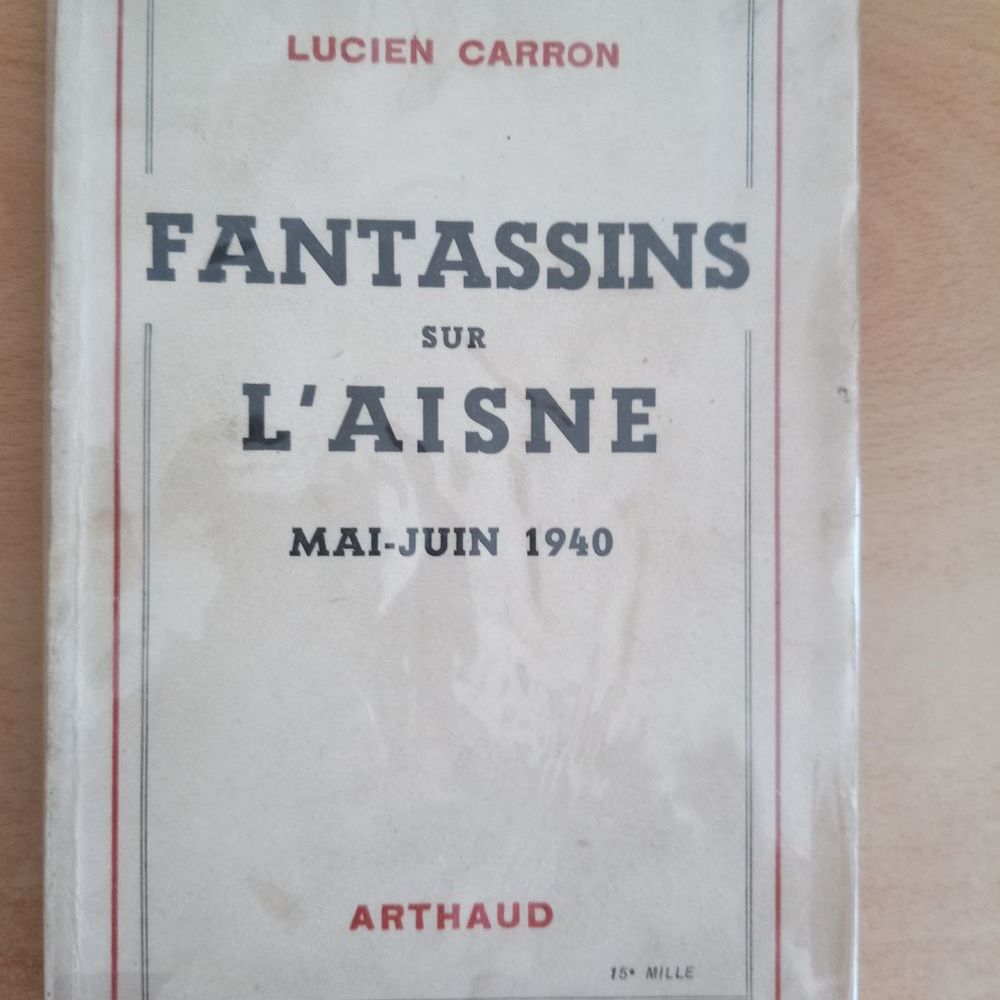 LUCIEN CARRON
FANTASSINS
SUR
L'AISNE
MAI-JUIN 1940
ARTHAUD
15e MILLE